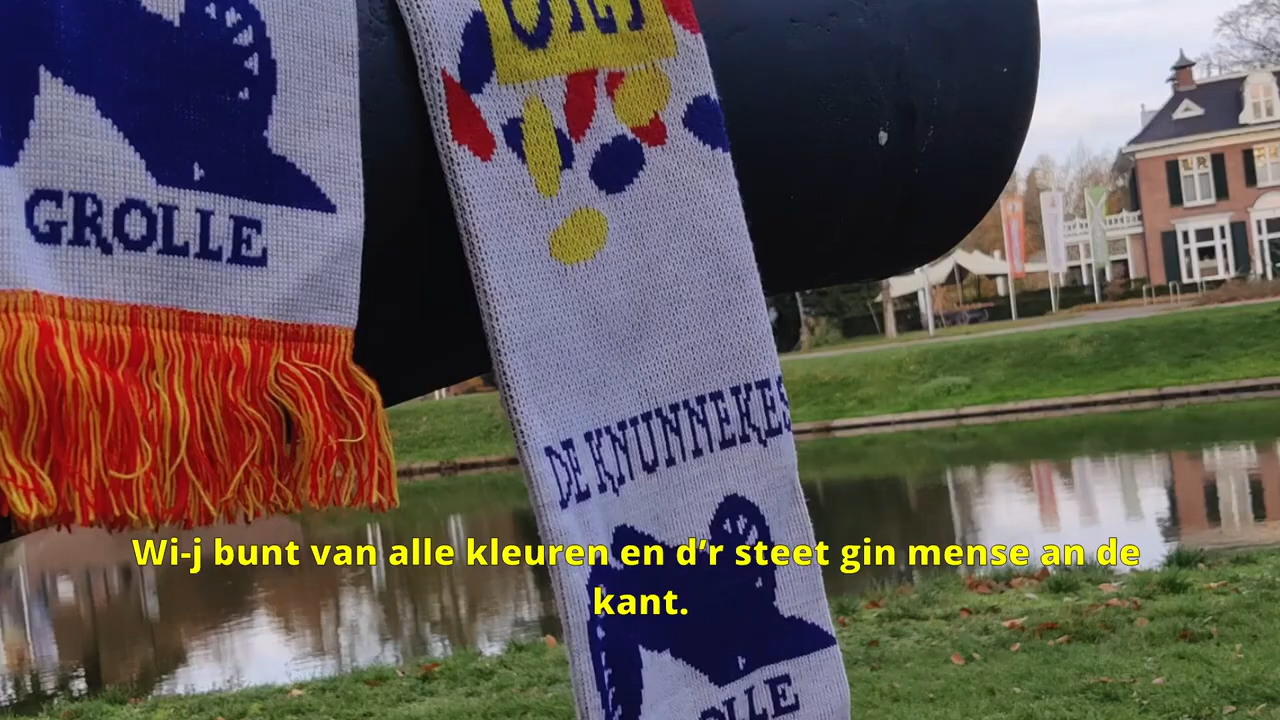 GROLLE
DE KNUNNEKES
Wi-j bunt van alle kleuren en d’r steet gin mense an de
kant.